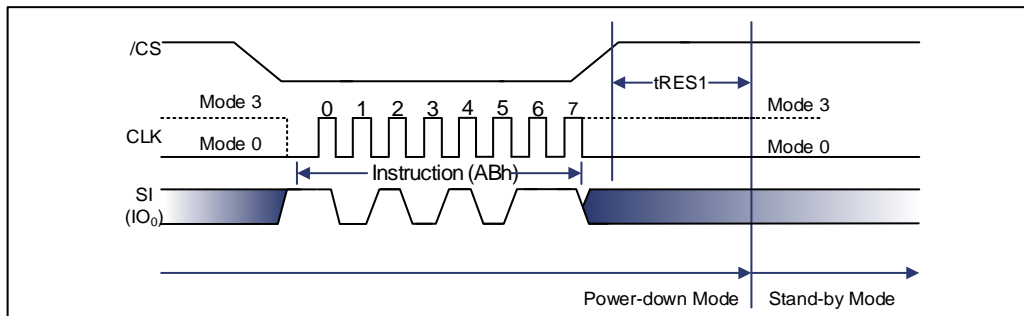 /CS
tRES1
Mode 3
0 1 2 3 4 5 6 7
Mode 3
CLK
Mode 0
Mode 0
Instruction (ABh)
SI
(IO₀)
Power-down Mode
Stand-by Mode